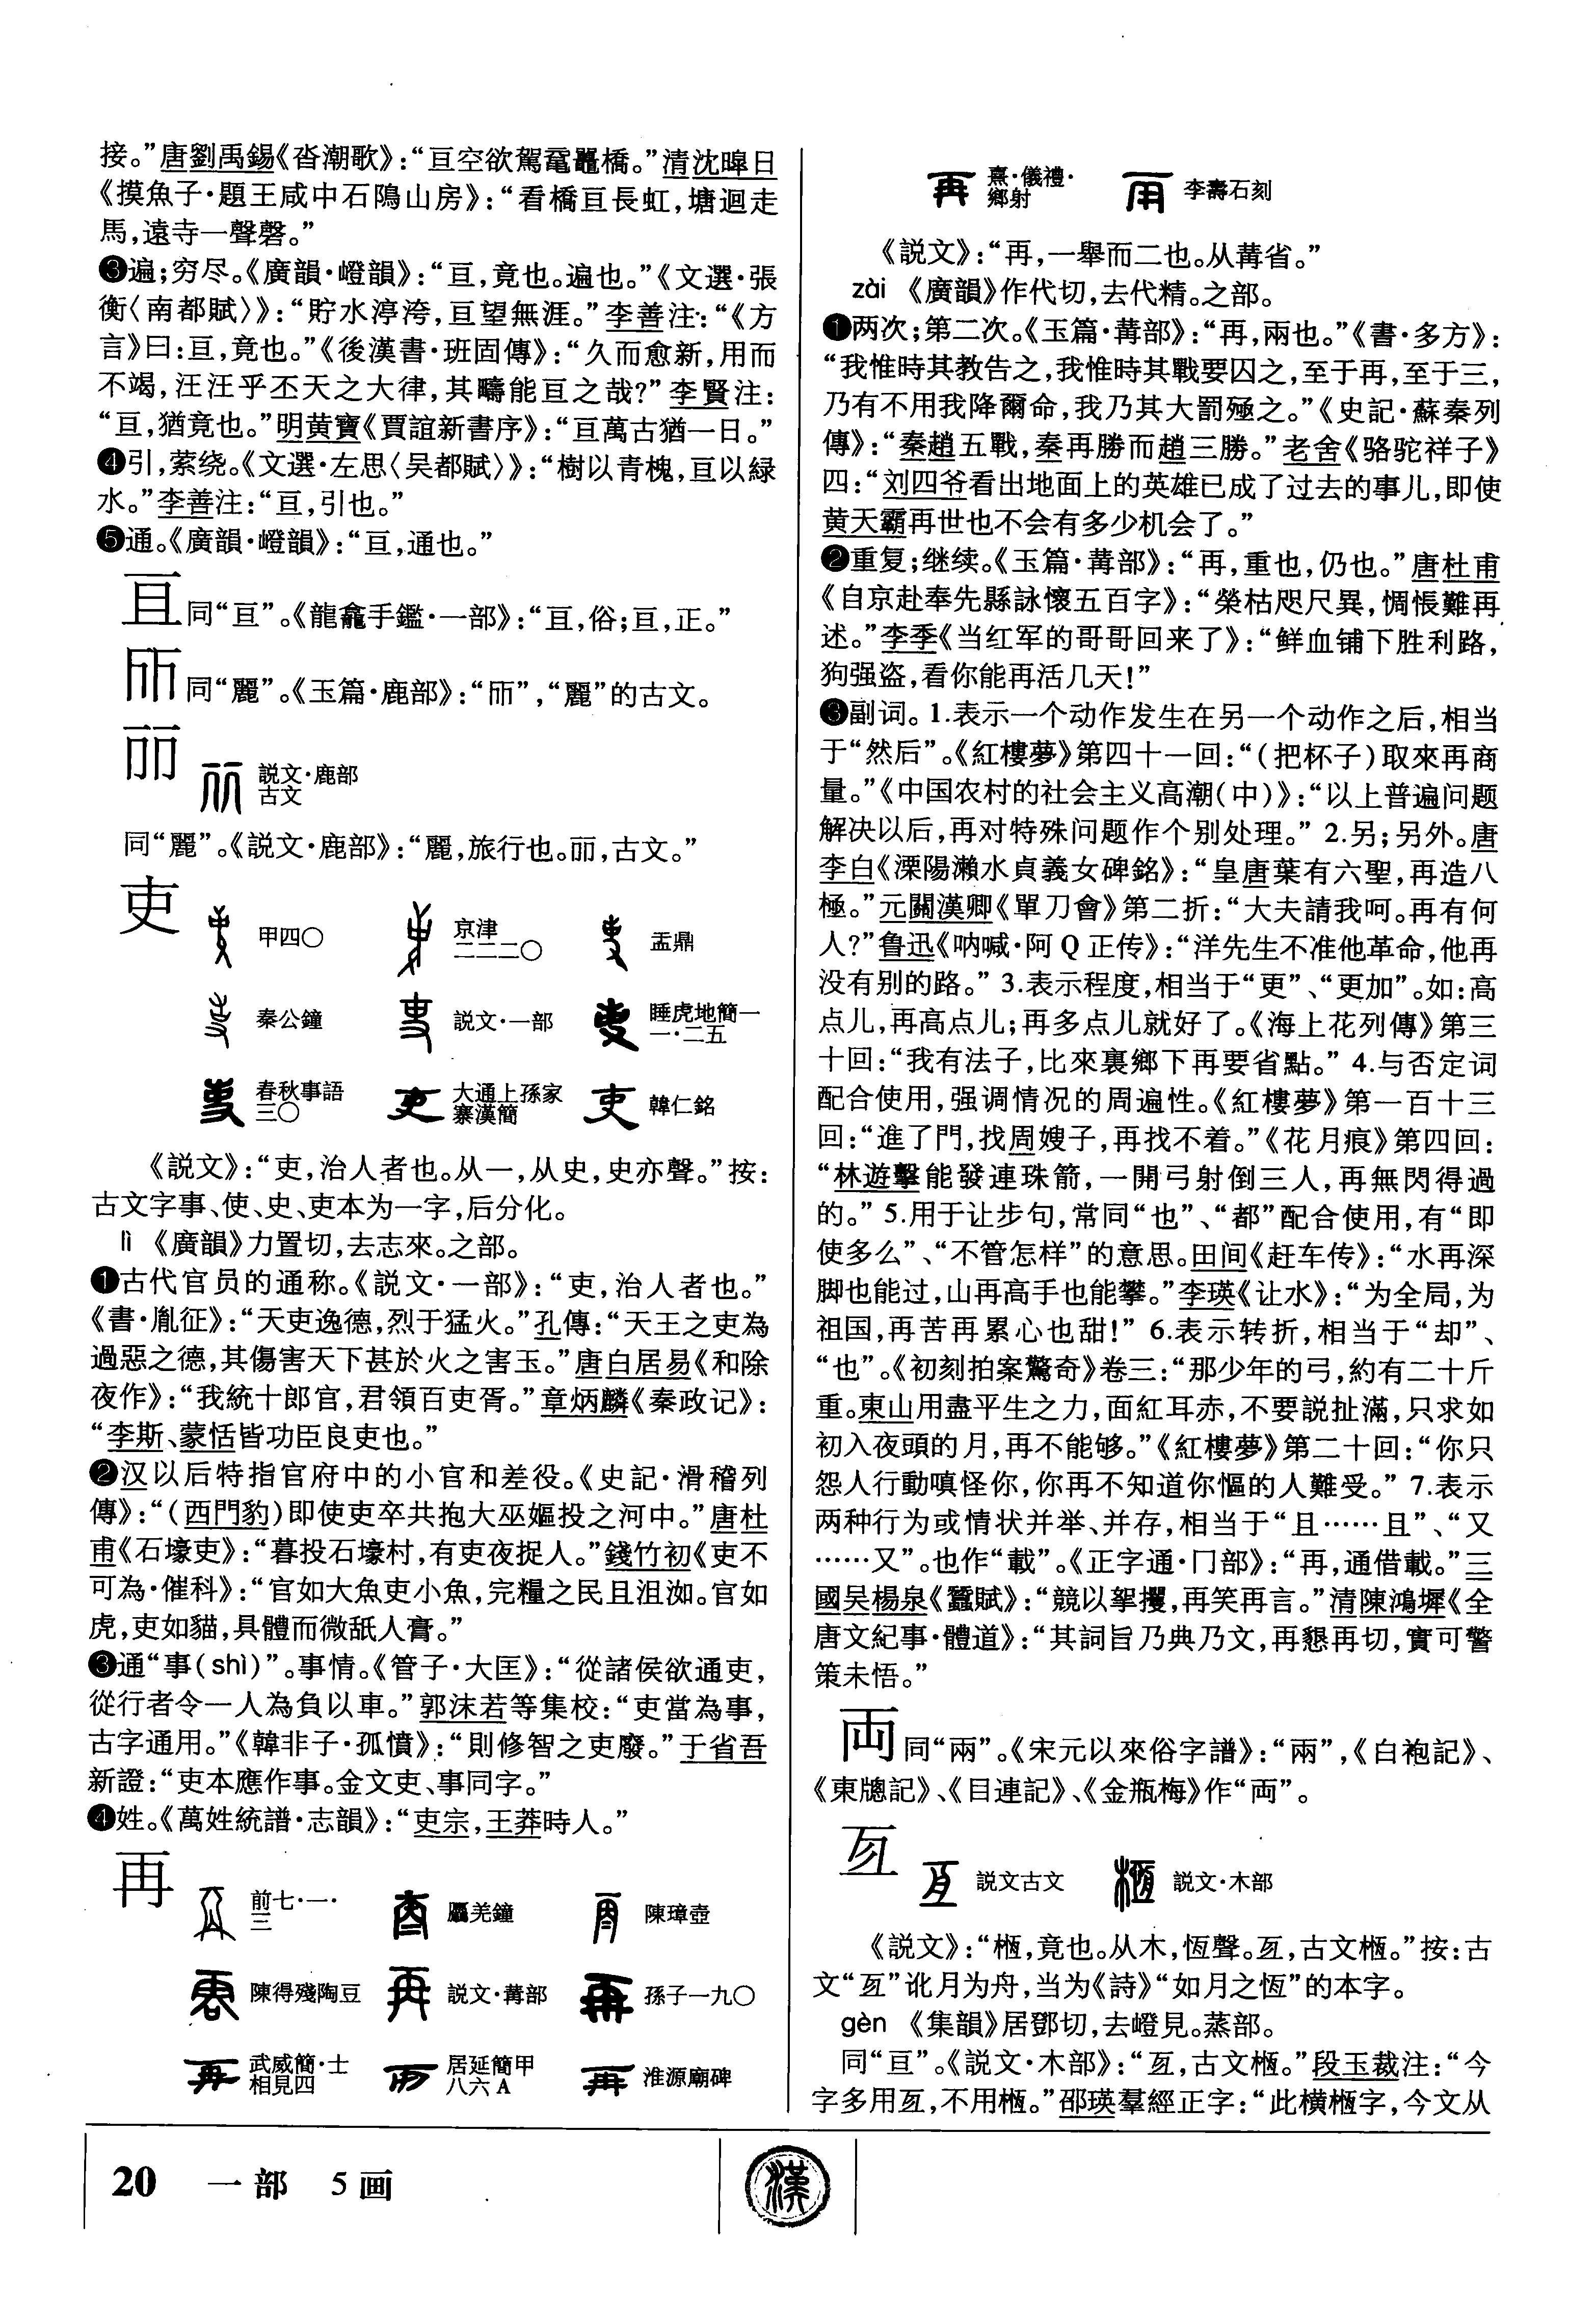 接。”唐劉禹錫《沓潮歌》：“亘空欲駕黿鼉橋。”清沈皞日
《摸魚子·題王咸中石隝山房》：“看橋亘長虹，塘迴走
馬，遠寺一聲磬。”
❸遍；穷尽。《廣韻·嶝韻》：“亘，竟也。遍也。”《文選·張
衡〈南都賦〉》：“貯水渟洿，亘望無涯。”李善注：“《方
言》曰：亘，竟也。”《後漢書·班固傳》：“久而愈新，用而
不竭，汪汪乎丕天之大律，其疇能亘之哉？”李賢注：
“亘，猶竟也。”明黄寶《賈誼新書序》：“亘萬古猶一日。”
❹引，萦绕。《文選·左思〈吴都賦〉》：“樹以青槐，亘以緑
水。”李善注：“亘，引也。”
❺通。《廣韻·嶝韻》：“亘，通也。”
同“亘”。《龍龕手鑑·一部》：“，俗；亘，正。”
同“麗”。《玉篇·鹿部》：“”，“麗”的古文。
丽 説文·鹿部
古文
同“麗”。《説文·鹿部》：“麗，旅行也。丽，古文。”
吏 甲四〇 京津
二二二〇 盂鼎
秦公鐘 説文·一部 睡虎地簡一
一·二五
春秋事語
三〇 大通上孫家
寨漢簡 韓仁銘
《説文》：“吏，治人者也。从一，从史，史亦聲。”按：
古文字事、使、史、吏本为一字，后分化。
lì 《廣韻》力置切，去志來。之部。
❶古代官员的通称。《説文·一部》：“吏，治人者也。”
《書·胤征》：“天吏逸德，烈于猛火。”孔傳：“天王之吏為
過惡之德，其傷害天下甚於火之害玉。”唐白居易《和除
夜作》：“我統十郎官，君領百吏胥。”章炳麟《秦政记》：
“李斯、蒙恬皆功臣良吏也。”
❷汉以后特指官府中的小官和差役。《史記·滑稽列
傳》：“（西門豹）即使吏卒共抱大巫嫗投之河中。”唐杜
甫《石壕吏》：“暮投石壕村，有吏夜捉人。”錢竹初《吏不
可為·催科》：“官如大魚吏小魚，完糧之民且沮洳。官如
虎，吏如貓，具體而微舐人膏。”
❸通“事（shì）”。事情。《管子·大匡》：“從諸侯欲通吏，
從行者令一人為負以車。”郭沫若等集校：“吏當為事，
古字通用。”《韓非子·孤憤》：“則修智之吏廢。”于省吾
新證：“吏本應作事。金文吏、事同字。”
❹姓。《萬姓統譜·志韻》：“吏宗，王莽時人。”
再 前七·一·
三 𠫑羌鐘 陳璋壺
陳得殘陶豆 説文·冓部 孫子一九〇
武威簡·士
相見四 居延簡甲
八六A 淮源廟碑
熹·儀禮·
鄉射 李壽石刻
《説文》：“再，一舉而二也。从冓省。”
zài 《廣韻》作代切，去代精。之部。
❶两次；第二次。《玉篇·冓部》：“再，兩也。”《書·多方》：
“我惟時其教告之，我惟時其戰要囚之，至于再，至于三，
乃有不用我降爾命，我乃其大罰殛之。”《史記·蘇秦列
傳》：“秦趙五戰，秦再勝而趙三勝。”老舍《骆驼祥子》
四：“刘四爷看出地面上的英雄已成了过去的事儿，即使
黄天霸再世也不会有多少机会了。”
❷重复；继续。《玉篇·冓部》：“再，重也，仍也。”唐杜甫
《自京赴奉先縣詠懷五百字》：“榮枯咫尺異，惆悵難再
述。”李季《当红军的哥哥回来了》：“鲜血铺下胜利路，
狗强盗，看你能再活几天！”
❸副词。1.表示一个动作发生在另一个动作之后，相当
于“然后”。《紅樓夢》第四十一回：“（把杯子）取來再商
量。”《中国农村的社会主义高潮（中）》：“以上普遍问题
解决以后，再对特殊问题作个别处理。” 2.另；另外。唐
李白《溧陽瀨水貞義女碑銘》：“皇唐葉有六聖，再造八
極。”元關漢卿《單刀會》第二折：“大夫請我呵。再有何
人？”鲁迅《呐喊·阿Q正传》：“洋先生不准他革命，他再
没有别的路。” 3.表示程度，相当于“更”、“更加”。如：高
点儿，再高点儿；再多点儿就好了。《海上花列傳》第三
十回：“我有法子，比來裏鄉下再要省點。” 4.与否定词
配合使用，强调情况的周遍性。《紅樓夢》第一百十三
回：“進了門，找周嫂子，再找不着。”《花月痕》第四回：
“林遊擊能發連珠箭，一開弓射倒三人，再無閃得過
的。” 5.用于让步句，常同“也”、“都”配合使用，有“即
使多么”、“不管怎样”的意思。田间《赶车传》：“水再深
脚也能过，山再高手也能攀。”李瑛《让水》：“为全局，为
祖国，再苦再累心也甜！” 6.表示转折，相当于“却”、
“也”。《初刻拍案驚奇》卷三：“那少年的弓，約有二十斤
重。東山用盡平生之力，面紅耳赤，不要説扯滿，只求如
初入夜頭的月，再不能够。”《紅樓夢》第二十回：“你只
怨人行動嗔怪你，你再不知道你慪的人難受。” 7.表示
两种行为或情状并举、并存，相当于“且……且”、“又
……又”。也作“載”。《正字通·冂部》：“再，通借載。”三
國吴楊泉《蠶賦》：“競以挐攫，再笑再言。”清陳鴻墀《全
唐文紀事·體道》：“其詞旨乃典乃文，再懇再切，實可警
策未悟。”
両同“兩”。《宋元以來俗字譜》：“兩”，《白袍記》、
《東牕記》、《目連記》、《金瓶梅》作“両”。
亙 説文古文 説文·木部
《説文》：“㮓，竟也。从木，恆聲。亙，古文㮓。”按：古
文“亙”讹月为舟，当为《詩》“如月之恆”的本字。
gèn 《集韻》居鄧切，去嶝見。蒸部。
同“亘”。《説文·木部》：“亙，古文㮓。”段玉裁注：“今
字多用亙，不用㮓。”邵瑛羣經正字：“此横㮓字，今文从
20 一部 5画
漢